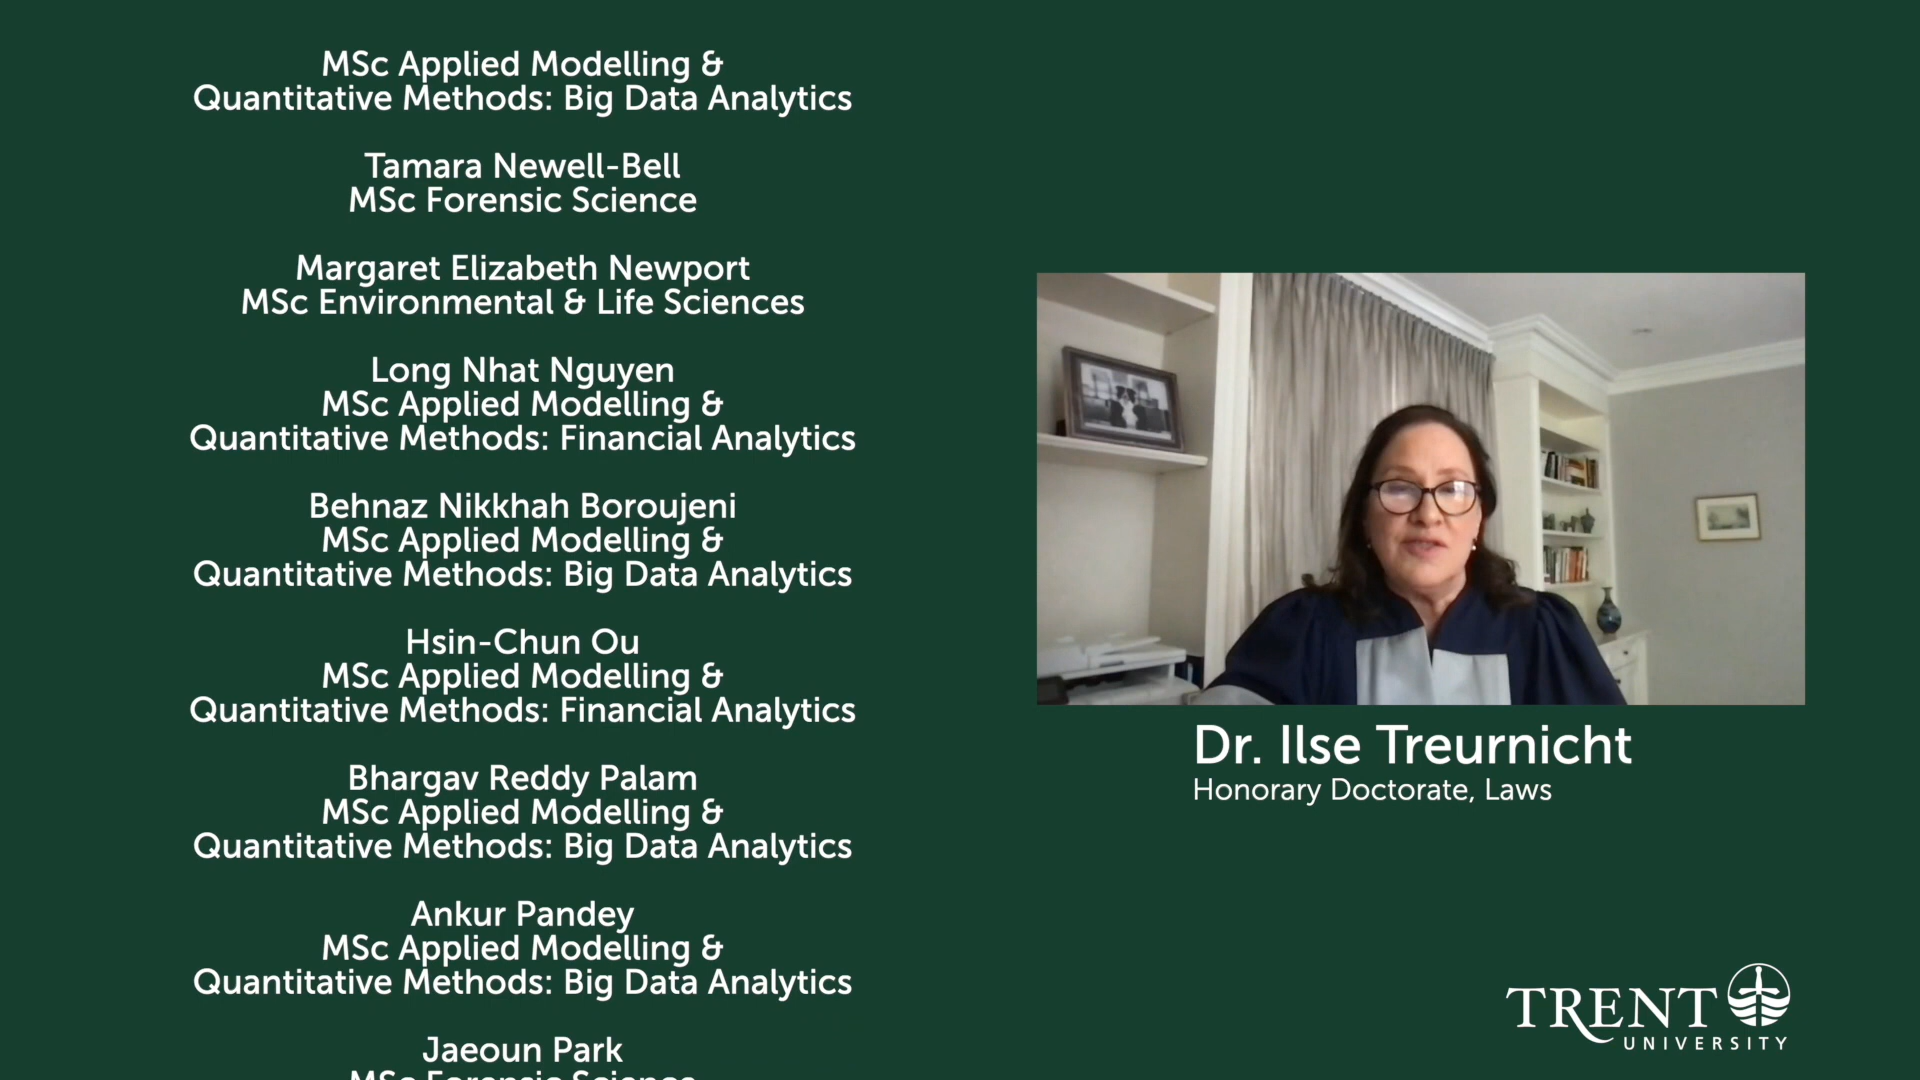 MSc Applied Modelling &
Quantitative Methods: Big Data Analytics
Tamara Newell-Bell
MSc Forensic Science
Margaret Elizabeth Newport
MSc Environmental & Life Sciences
Long Nhat Nguyen
MSc Applied Modelling &
Quantitative Methods: Financial Analytics
Behnaz Nikkhah Boroujeni
MSc Applied Modelling &
Quantitative Methods: Big Data Analytics
Hsin-Chun Ou
MSc Applied Modelling &
Quantitative Methods: Financial Analytics
Bhargav Reddy Palam
MSc Applied Modelling &
Quantitative Methods: Big Data Analytics
Ankur Pandey
MSc Applied Modelling &
Quantitative Methods: Big Data Analytics
Jaeoun Park
MSc Forensic Science
Dr. Ilse Treurnicht
Honorary Doctorate, Laws
TRENT
UNIVERSITY